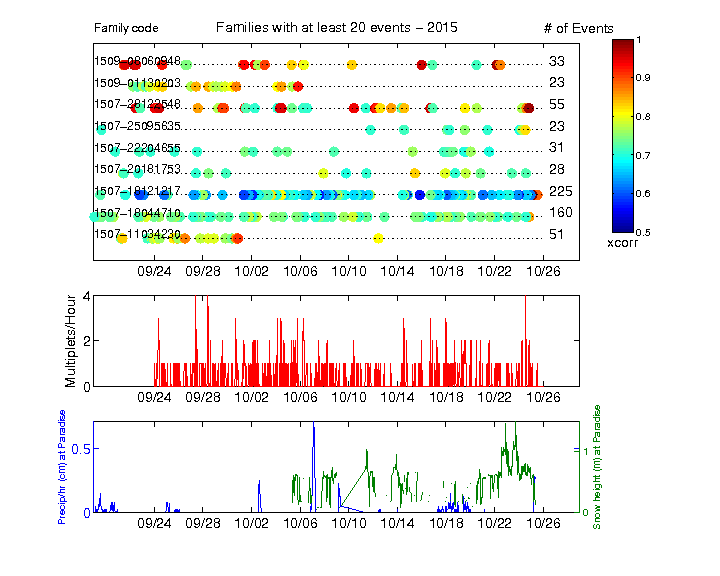 Family code Families with at least 20 events – 2015 # of Events
1509–08060948 33
1509–01130203 23
1507–28122548 55
1507–25095635 23
1507–22204655 31
1507–20181753 28
1507–19121217 225
1507–18044710 160
1507–11034230 51
09/24 09/28 10/02 10/06 10/10 10/14 10/18 10/22 10/26
1
0.9
0.8
0.7
0.6
0.5
xcorr
Multiplets/Hour
4
2
0
09/24 09/28 10/02 10/06 10/10 10/14 10/18 10/22 10/26
Precip/hr (cm) at Paradise
0.5
0
1
0
Snow height (m) at Paradise
09/24 09/28 10/02 10/06 10/10 10/14 10/18 10/22 10/26